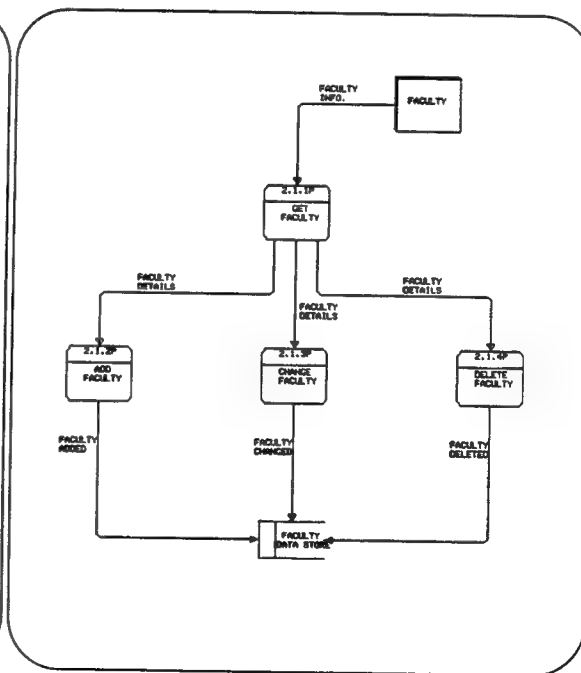 FACULTY
INFO.
FACULTY
2.1.1P
GET
FACULTY
FACULTY
DETAILS
FACULTY
DETAILS
FACULTY
DETAILS
2.1.2P
ADD
FACULTY
2.1.3P
CHANGE
FACULTY
2.1.4P
DELETE
FACULTY
FACULTY
ADDED
FACULTY
CHANGED
FACULTY
DELETED
FACULTY
DATA STORE